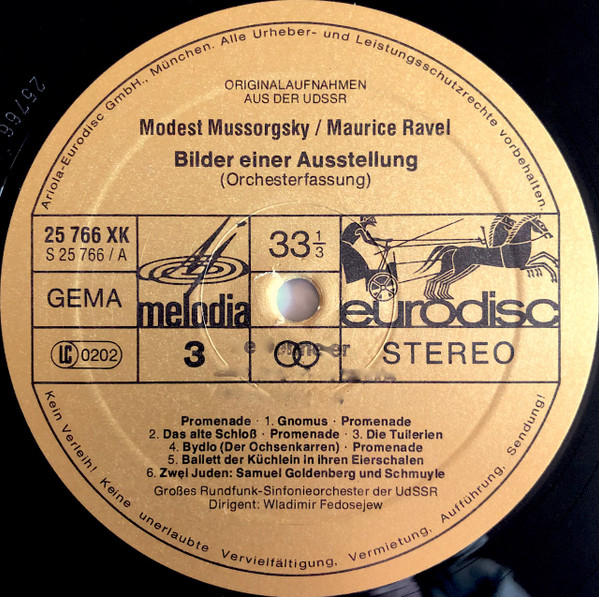 Ariola-Eurodisc GmbH., München. Alle Urheber- und Leistungsschutzrechte vorbehalten.
ORIGINALAUFNAHMEN
AUS DER UDSSR
Modest Mussorgsky / Maurice Ravel
Bilder einer Ausstellung
(Orchesterfassung)
25 766 XK
S 25 766 / A
GEMA
LC 0202
melodia
3
33 1/3
eurodisc
STEREO
Promenade · 1. Gnomus · Promenade
2. Das alte Schloß · Promenade · 3. Die Tuilerien
4. Bydlo (Der Ochsenkarren) · Promenade
5. Ballett der Küchlein in ihren Eierschalen
6. Zwei Juden: Samuel Goldenberg und Schmuyle
Großes Rundfunk-Sinfonieorchester der UdSSR
Dirigent: Wladimir Fedosejew
Kein Verleih! Keine unerlaubte Vervielfältigung, Vermietung, Aufführung, Sendung!
25766